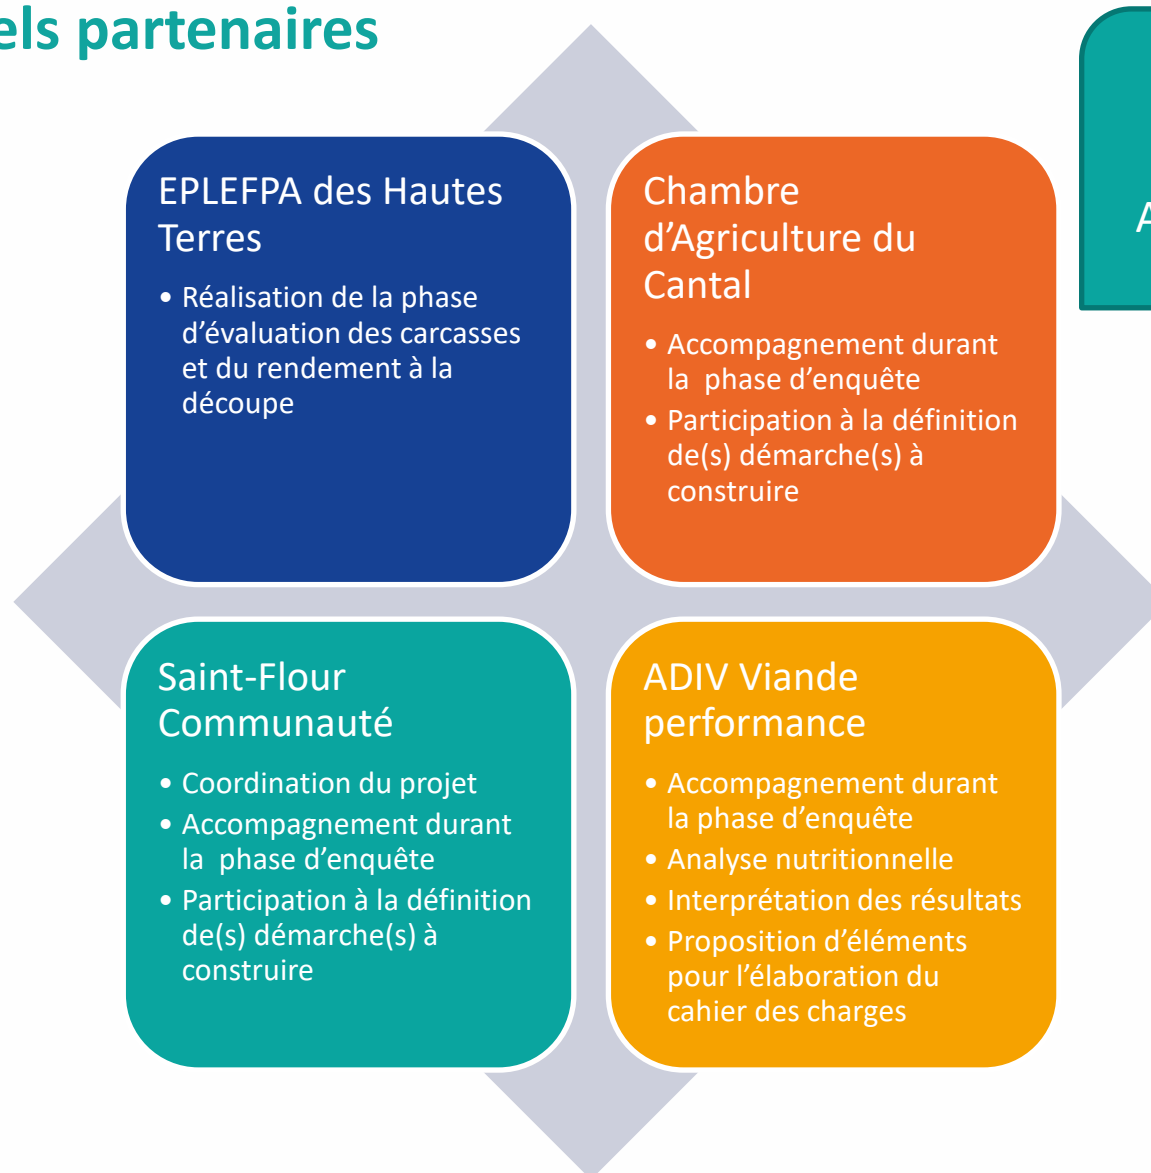 els partenaires
EPLEFPA des Hautes
Terres
• Réalisation de la phase
d’évaluation des carcasses
et du rendement à la
découpe
Chambre
d’Agriculture du
Cantal
• Accompagnement durant
la  phase d’enquête
• Participation à la définition
de(s) démarche(s) à
construire
A
Saint-Flour
Communauté
• Coordination du projet
• Accompagnement durant
la  phase d’enquête
• Participation à la définition
de(s) démarche(s) à
construire
ADIV Viande
performance
• Accompagnement durant
la phase d’enquête
• Analyse nutritionnelle
• Interprétation des résultats
• Proposition d’éléments
pour l’élaboration du
cahier des charges